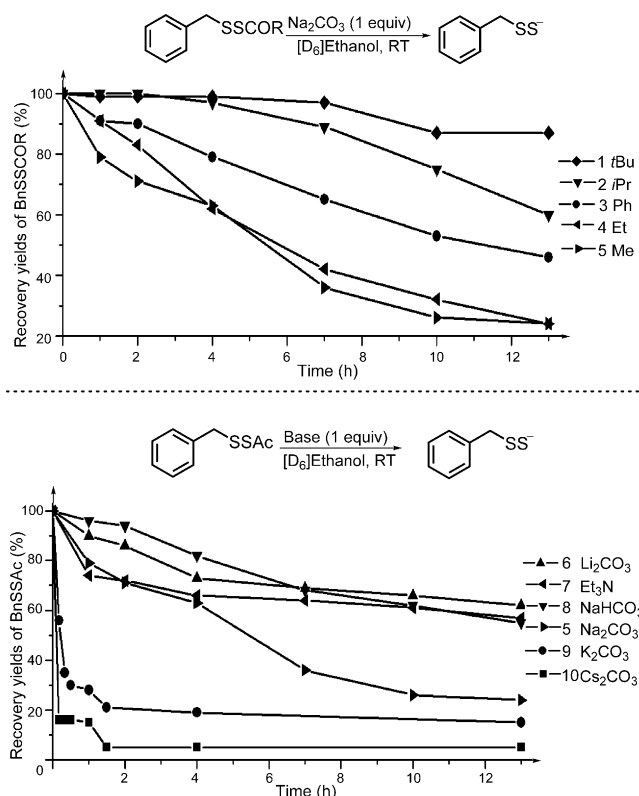 SSCOR Na₂CO₃ (1 equiv) SS⁻
[D₆]Ethanol, RT
Recovery yields of BnSSCOR (%)
100
80
60
40
20
0 2 4 6 8 10 12
Time (h)
1 tBu
2 iPr
3 Ph
4 Et
5 Me
SSAc Base (1 equiv) SS⁻
[D₆]Ethanol, RT
Recovery yields of BnSSAc (%)
100
80
60
40
20
0
2 4 6 8 10 12
Time (h)
6 Li₂CO₃
7 Et₃N
8 NaHCO₃
5 Na₂CO₃
9 K₂CO₃
10 Cs₂CO₃